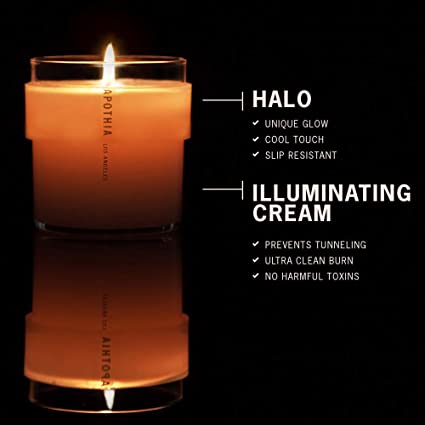 APOTHIA
LOS ANGELES
HALO
✔ UNIQUE GLOW
✔ COOL TOUCH
✔ SLIP RESISTANT
ILLUMINATING
CREAM
✔ PREVENTS TUNNELING
✔ ULTRA CLEAN BURN
✔ NO HARMFUL TOXINS